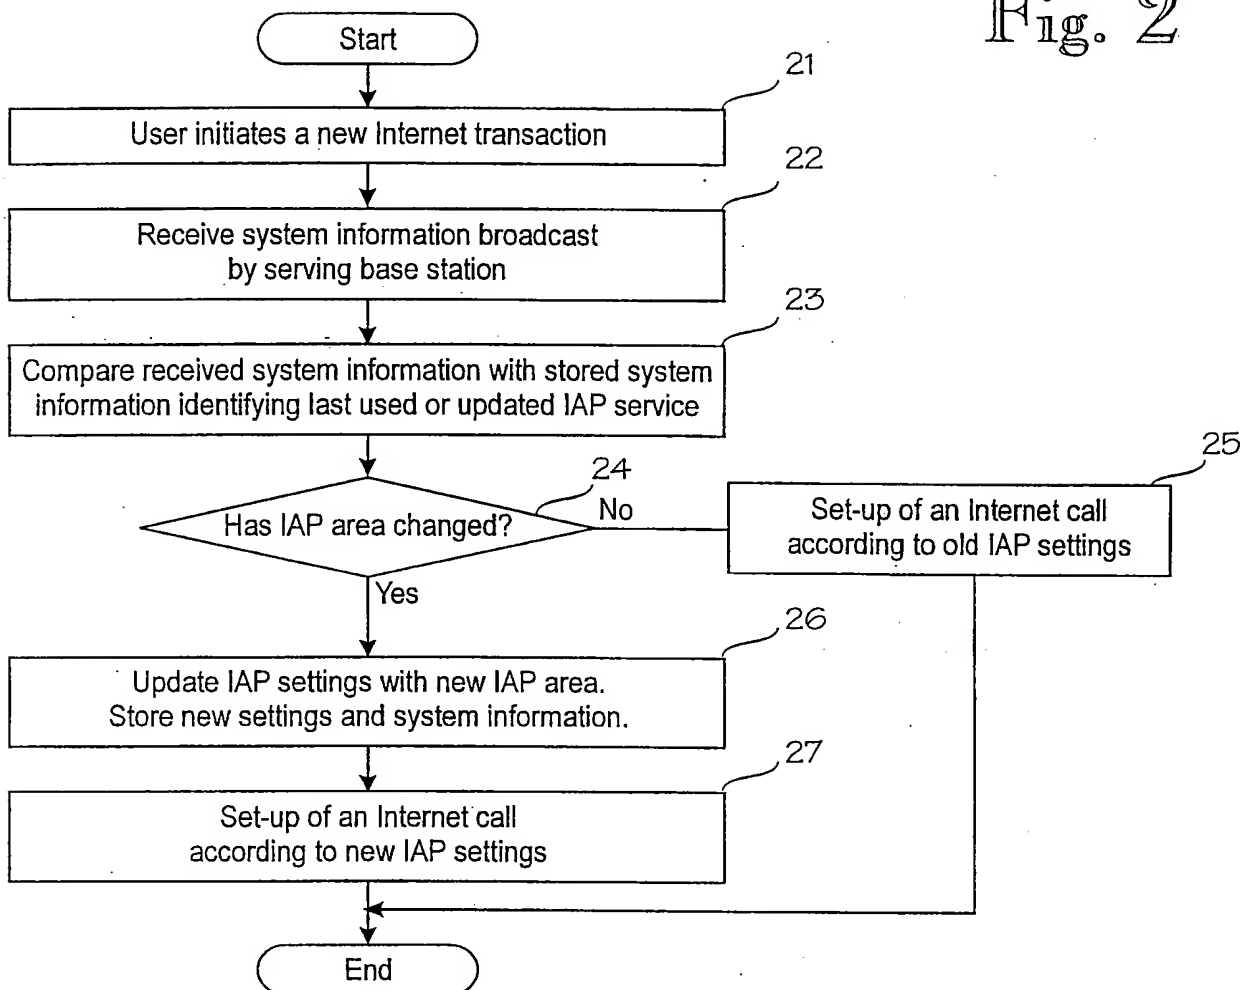 Fig. 2
Start
21
User initiates a new Internet transaction
22
Receive system information broadcast
by serving base station
23
Compare received system information with stored system
information identifying last used or updated IAP service
24
Has IAP area changed?
No
25
Set-up of an Internet call
according to old IAP settings
Yes
26
Update IAP settings with new IAP area.
Store new settings and system information.
27
Set-up of an Internet call
according to new IAP settings
End